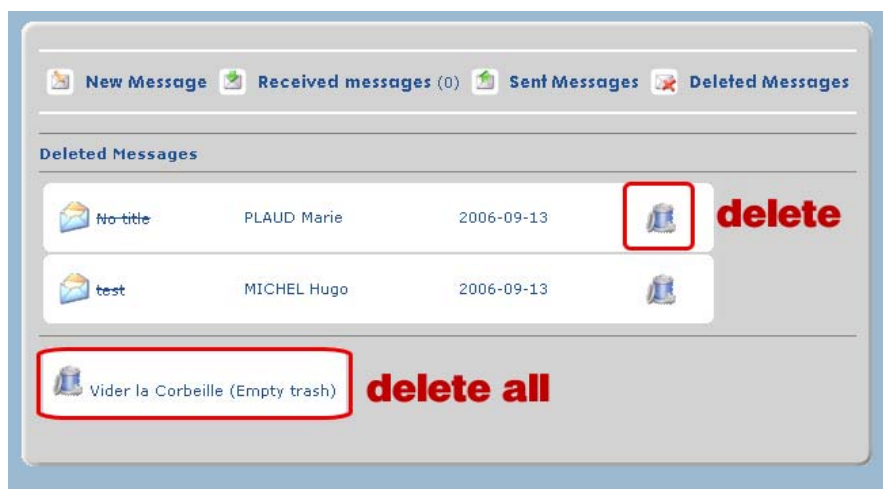 New Message Received messages (0) Sent Messages Deleted Messages
Deleted Messages
No title PLAUD Marie 2006-09-13 delete
test MICHEL Hugo 2006-09-13
Vider la Corbeille (Empty trash) delete all